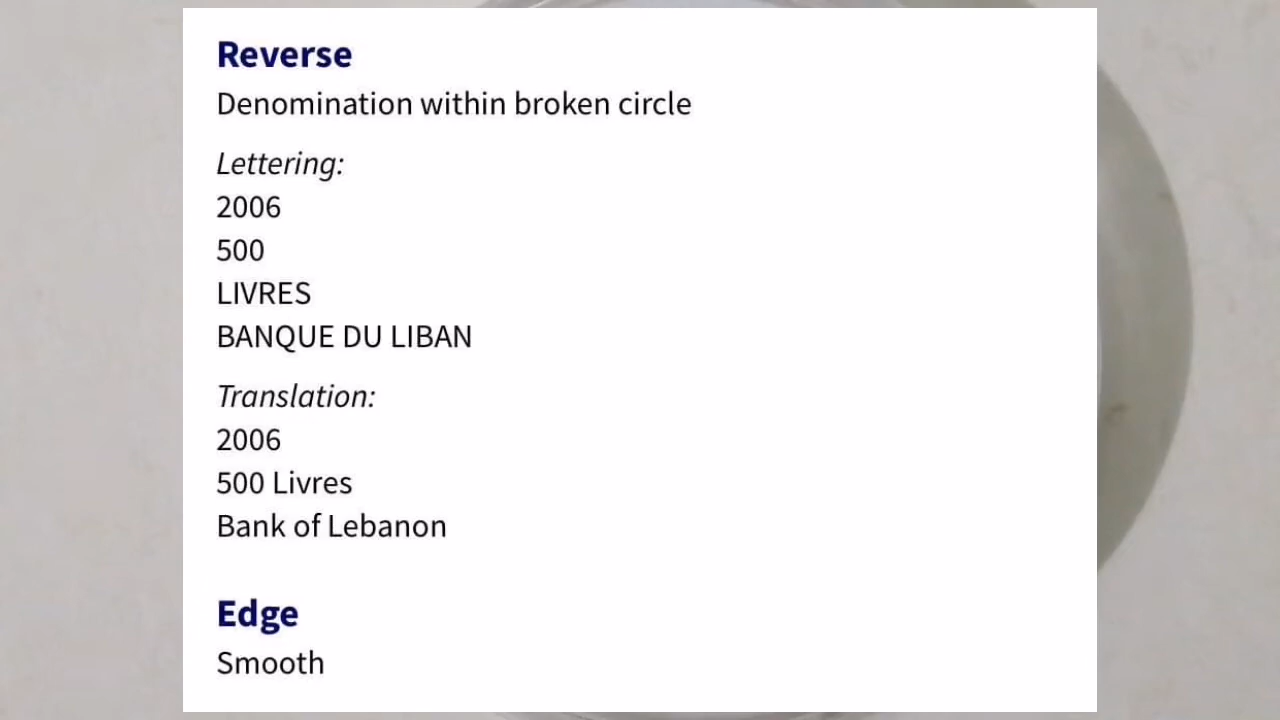 Reverse
Denomination within broken circle
Lettering:
2006
500
LIVRES
BANQUE DU LIBAN
Translation:
2006
500 Livres
Bank of Lebanon
Edge
Smooth